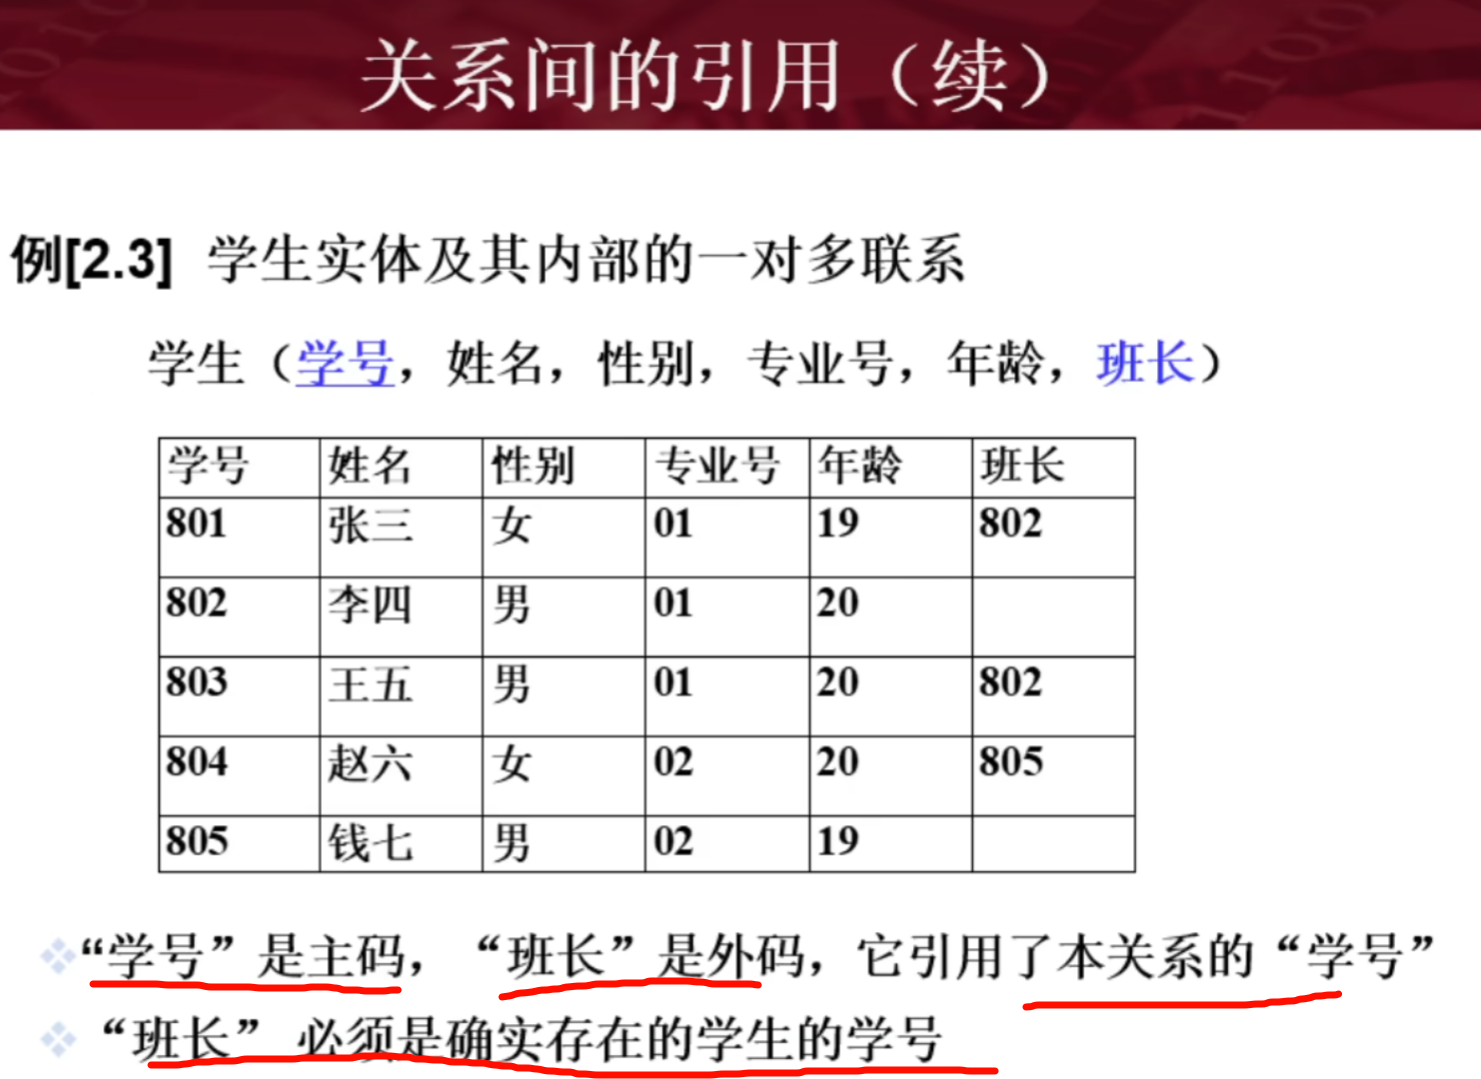 关系间的引用（续）
例[2.3] 学生实体及其内部的一对多联系
学生（学号，姓名，性别，专业号，年龄，班长）
学号 姓名 性别 专业号 年龄 班长
801 张三 女 01 19 802
802 李四 男 01 20
803 王五 男 01 20 802
804 赵六 女 02 20 805
805 钱七 男 02 19
“学号”是主码，“班长”是外码，它引用了本关系的“学号”
“班长” 必须是确实存在的学生的学号